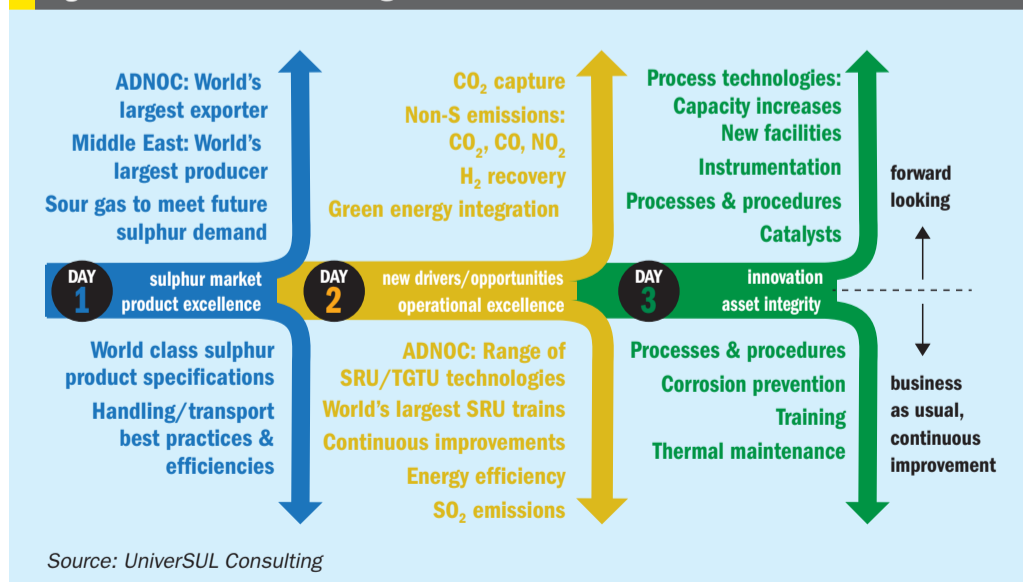 ADNOC: World's
largest exporter
Middle East: World's
largest producer
Sour gas to meet future
sulphur demand
DAY
1
sulphur market
product excellence
World class sulphur
product specifications
Handling/transport
best practices &
efficiencies
CO₂ capture
Non-S emissions:
CO₂, CO, NO₂
H₂ recovery
Green energy integration
DAY
2
new drivers/opportunities
operational excellence
ADNOC: Range of
SRU/TGTU technologies
World's largest SRU trains
Continuous improvements
Energy efficiency
SO₂ emissions
Process technologies:
Capacity increases
New facilities
Instrumentation
Processes & procedures
Catalysts
DAY
3
innovation
asset integrity
Processes & procedures
Corrosion prevention
Training
Thermal maintenance
forward
looking
business
as usual,
continuous
improvement
Source: UniverSUL Consulting